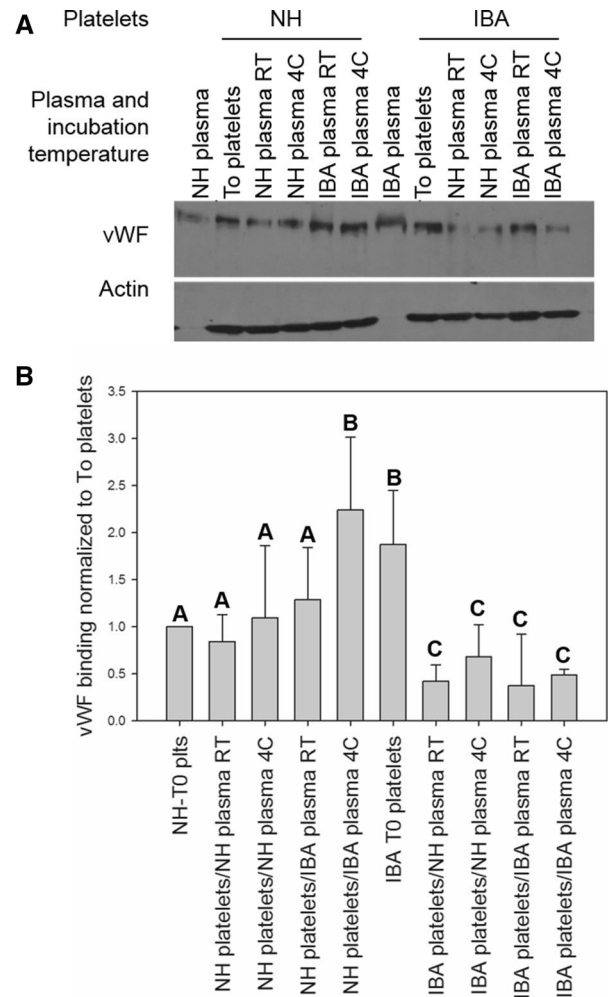 A
Platelets NH IBA
Plasma and
incubation
temperature
NH plasma
To platelets
NH plasma RT
NH plasma 4C
IBA plasma RT
IBA plasma 4C
IBA plasma
To platelets
NH plasma RT
NH plasma 4C
IBA plasma RT
IBA plasma 4C
vWF
Actin
B
vWF binding normalized to To platelets
3.5
3.0
2.5
2.0
1.5
1.0
0.5
0.0
A
A
A
A
B
B
C
C
C
C
NH-T0 plts
NH platelets/NH plasma RT
NH platelets/NH plasma 4C
NH platelets/IBA plasma RT
NH platelets/IBA plasma 4C
IBA T0 platelets
IBA platelets/NH plasma RT
IBA platelets/NH plasma 4C
IBA platelets/IBA plasma RT
IBA platelets/IBA plasma 4C